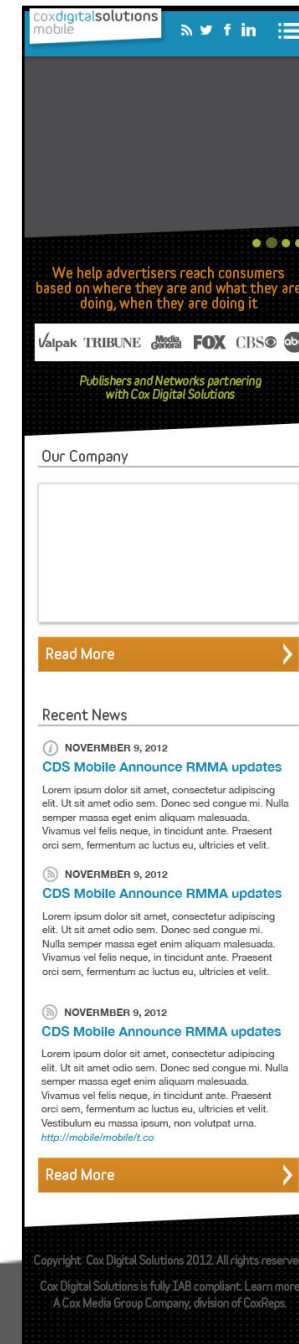 coxdigitalsolutions
mobile
We help advertisers reach consumers
based on where they are and what they are
doing, when they are doing it
Valpak TRIBUNE Media General FOX CBS abc
Publishers and Networks partnering
with Cox Digital Solutions
Our Company
Read More
Recent News
NOVERMBER 9, 2012
CDS Mobile Announce RMMA updates
Lorem ipsum dolor sit amet, consectetur adipiscing
elit. Ut sit amet odio sem. Donec sed congue mi. Nulla
semper massa eget enim aliquam malesuada.
Vivamus vel felis neque, in tincidunt ante. Praesent
orci sem, fermentum ac luctus eu, ultricies et velit.
NOVERMBER 9, 2012
CDS Mobile Announce RMMA updates
Lorem ipsum dolor sit amet, consectetur adipiscing
elit. Ut sit amet odio sem. Donec sed congue mi.
Nulla semper massa eget enim aliquam malesuada.
Vivamus vel felis neque, in tincidunt ante. Praesent
orci sem, fermentum ac luctus eu, ultricies et velit.
NOVERMBER 9, 2012
CDS Mobile Announce RMMA updates
Lorem ipsum dolor sit amet, consectetur adipiscing
elit. Ut sit amet odio sem. Donec sed congue mi. Nulla
semper massa eget enim aliquam malesuada.
Vivamus vel felis neque, in tincidunt ante. Praesent
orci sem, fermentum ac luctus eu, ultricies et velit.
Vestibulum eu massa ipsum, non volutpat urna.
http://mobile/mobile/t.co
Read More
Copyright Cox Digital Solutions 2012. All rights reserve
Cox Digital Solutions is fully IAB compliant. Learn more
A Cox Media Group Company, division of CoxReps.